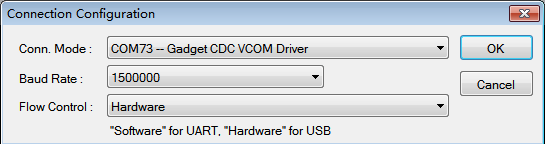 Connection Configuration
Conn. Mode : COM73 -- Gadget CDC VCOM Driver OK
Baud Rate : 1500000 Cancel
Flow Control : Hardware
"Software" for UART, "Hardware" for USB